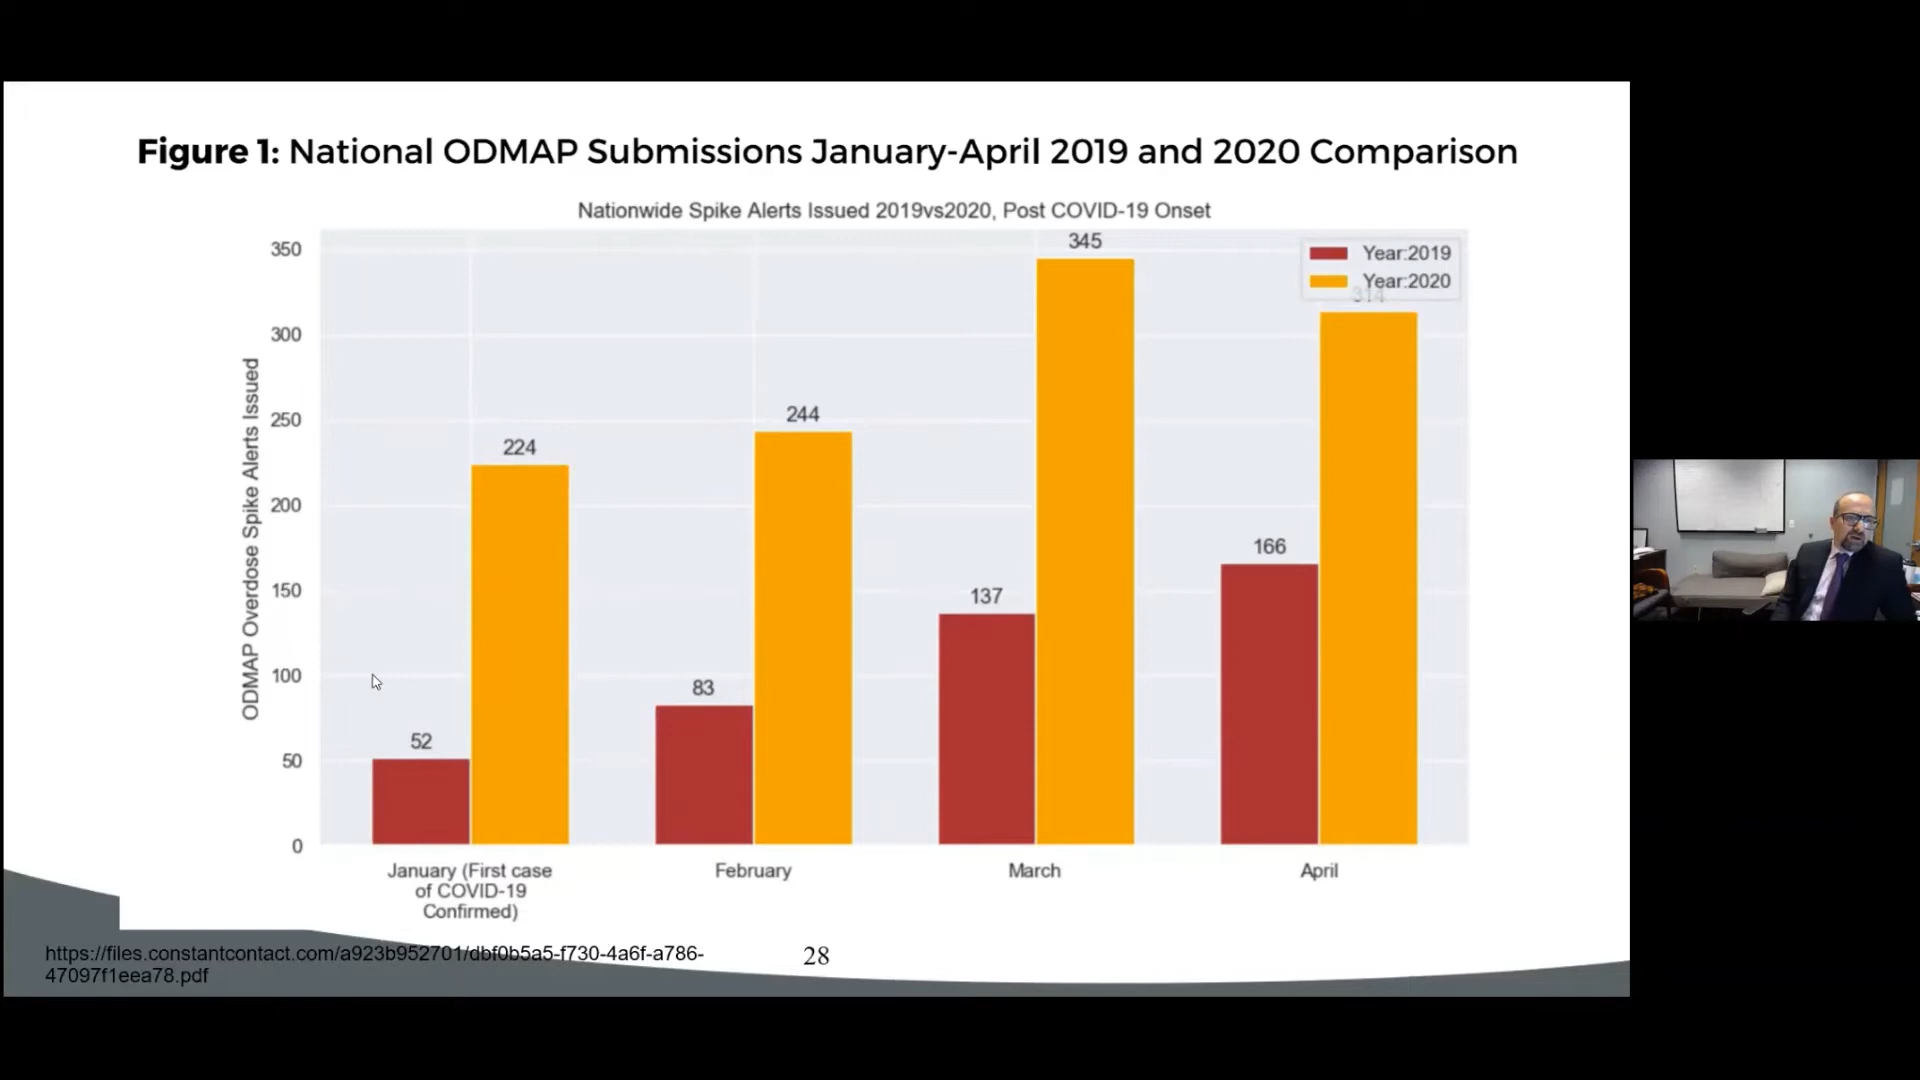 Figure 1: National ODMAP Submissions January-April 2019 and 2020 Comparison
Nationwide Spike Alerts Issued 2019vs2020, Post COVID-19 Onset
ODMAP Overdose Spike Alerts Issued
350
300
250
200
150
100
50
0
Year:2019
Year:2020
52
224
83
244
137
345
166
314
January (First case
of COVID-19
Confirmed)
February
March
April
https://files.constantcontact.com/a923b952701/dbf0b5a5-f730-4a6f-a786-
47097f1eea78.pdf
28